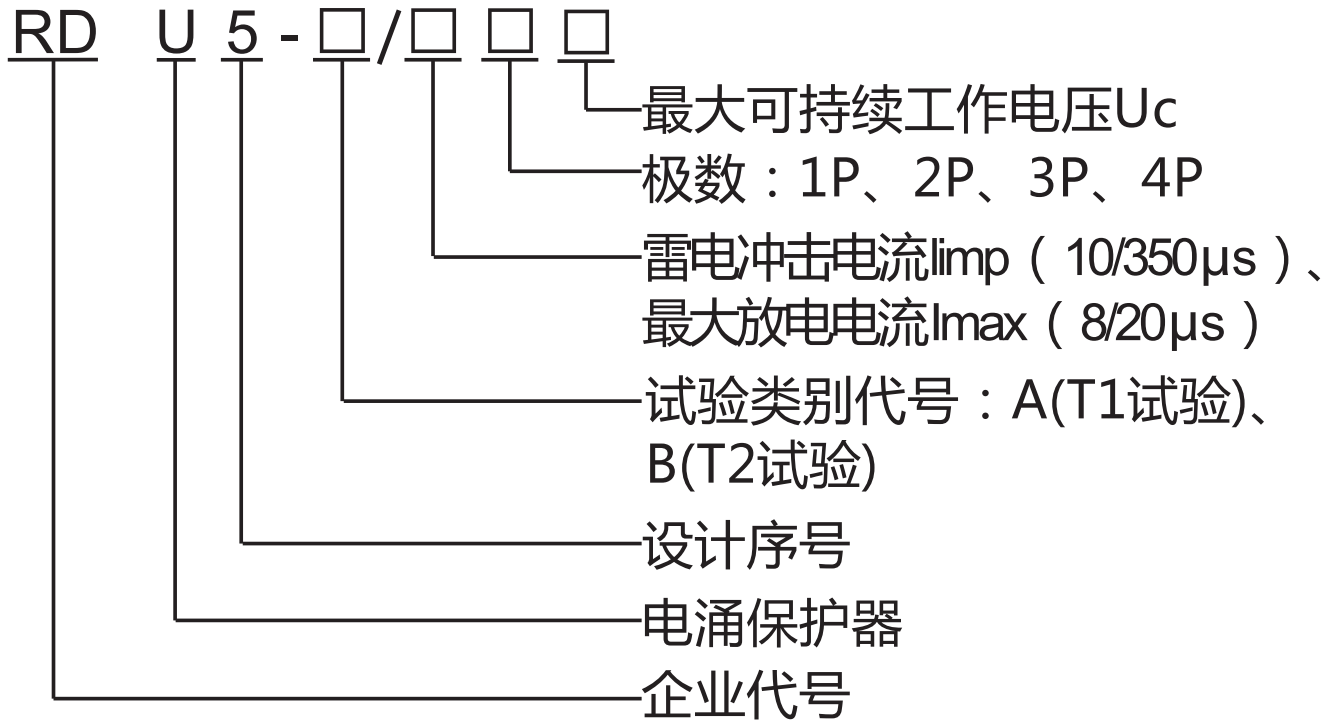 RD U 5 - □ / □ □ □
最大可持续工作电压Uc
极数：1P、2P、3P、4P
雷电冲击电流Iimp（10/350μs）、
最大放电电流Imax（8/20μs）
试验类别代号：A(T1试验)、
B(T2试验)
设计序号
电涌保护器
企业代号